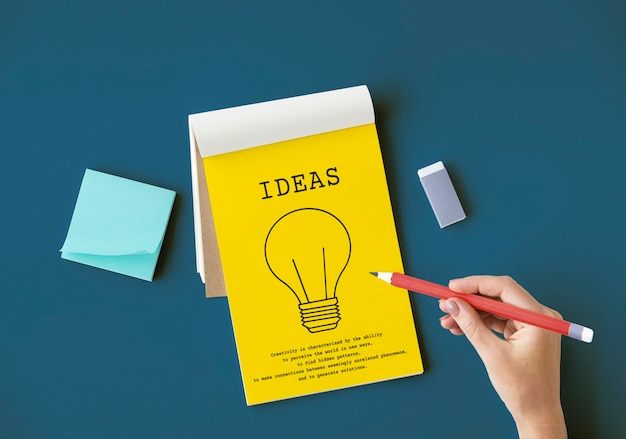 IDEAS
Creativity is characterized by the ability
to perceive the world in new ways,
to find hidden patterns,
to make connections between seemingly unrelated phenomena,
and to generate solutions.